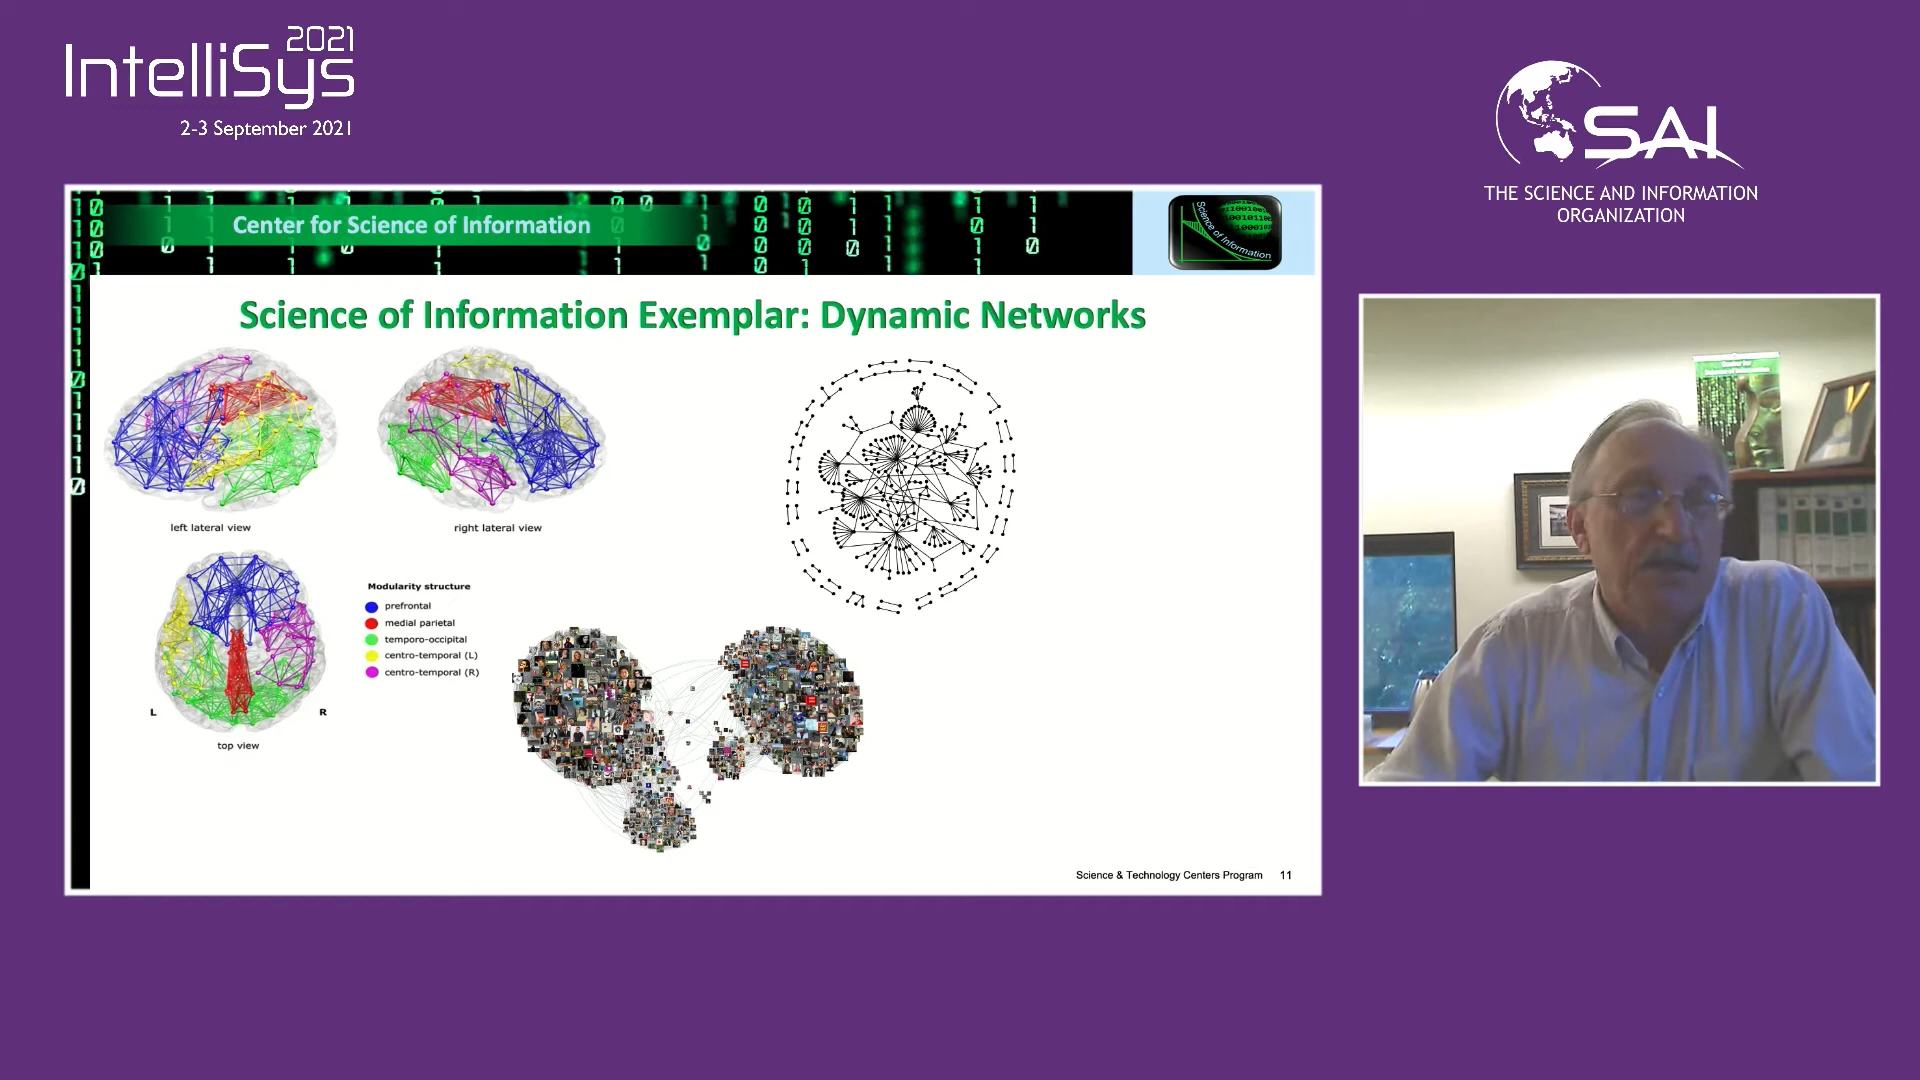 2021
IntelliSys
2-3 September 2021
SAI
THE SCIENCE AND INFORMATION
ORGANIZATION
Center for Science of Information
Science of Information
Science of Information Exemplar: Dynamic Networks
left lateral view
right lateral view
Modularity structure
prefrontal
medial parietal
temporo-occipital
centro-temporal (L)
centro-temporal (R)
L
R
top view
Science & Technology Centers Program 11